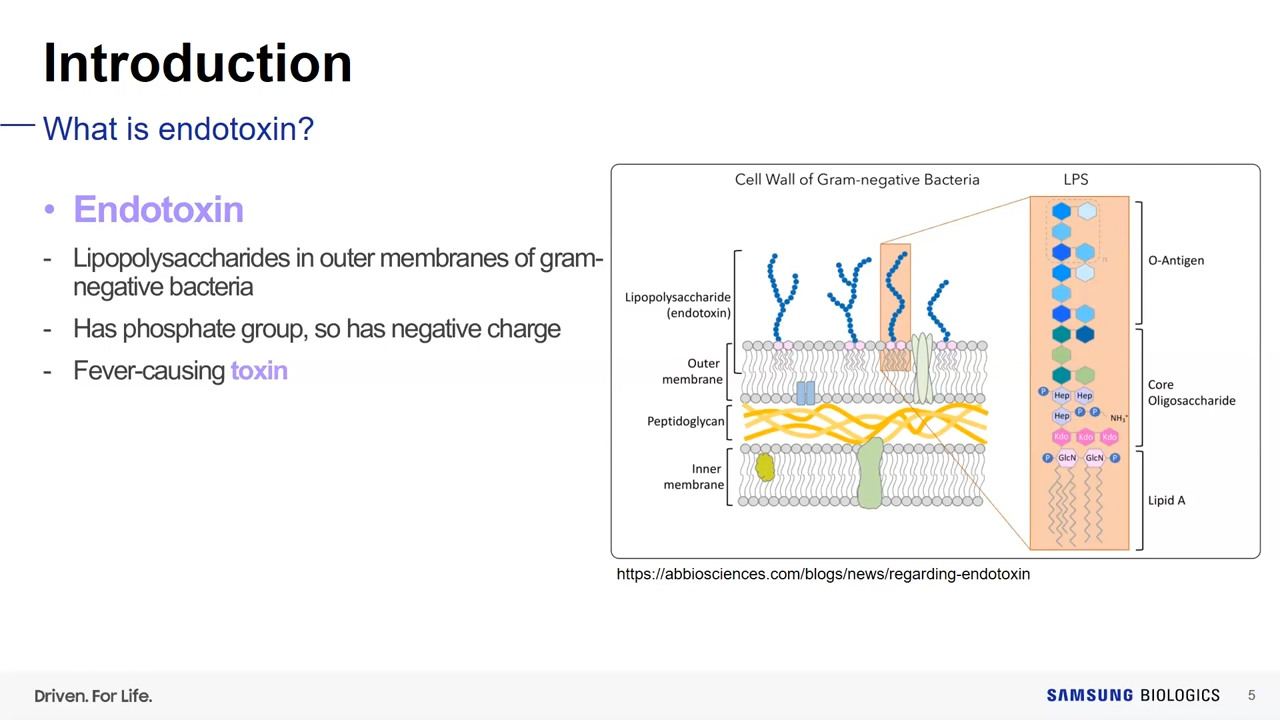 Introduction
What is endotoxin?
• Endotoxin
- Lipopolysaccharides in outer membranes of gram-
negative bacteria
- Has phosphate group, so has negative charge
- Fever-causing toxin
Cell Wall of Gram-negative Bacteria
Lipopolysaccharide
(endotoxin)
Outer
membrane
Peptidoglycan
Inner
membrane
LPS
n
P
Hep Hep
Hep P P NH3+
Kdo Kdo Kdo
P GlcN GlcN P
O-Antigen
Core
Oligosaccharide
Lipid A
https://abbiosciences.com/blogs/news/regarding-endotoxin
Driven. For Life.
SAMSUNG BIOLOGICS 5